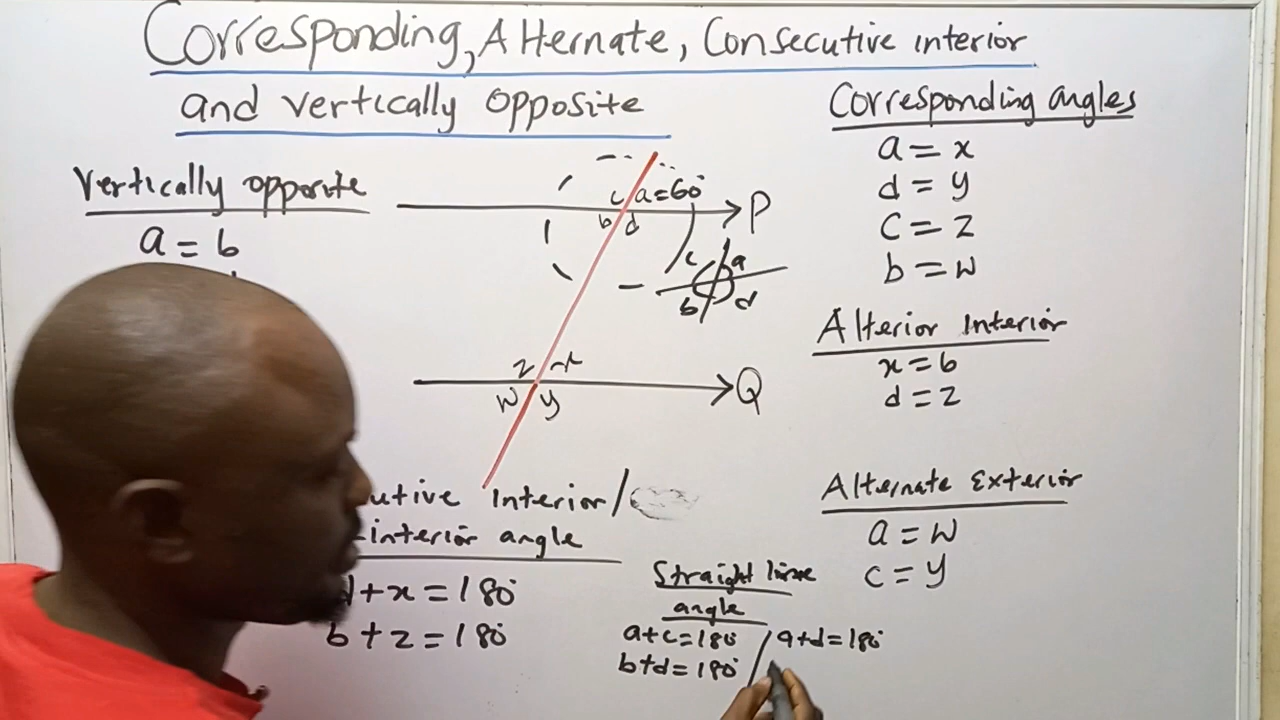 Corresponding, Alternate, Consecutive interior
and vertically opposite
Vertically opposite
a = b
c a=60°
b d
P
c a
b d
z x
w y
Q
Corresponding angles
a = x
d = y
c = z
b = w
Alterior Interior
x = b
d = z
Alternate Exterior
a = w
c = y
utive Interior/
-interior angle
d+x = 180°
b+z = 180°
Straight line
angle
a+c=180° / a+d=180°
b+d=180°